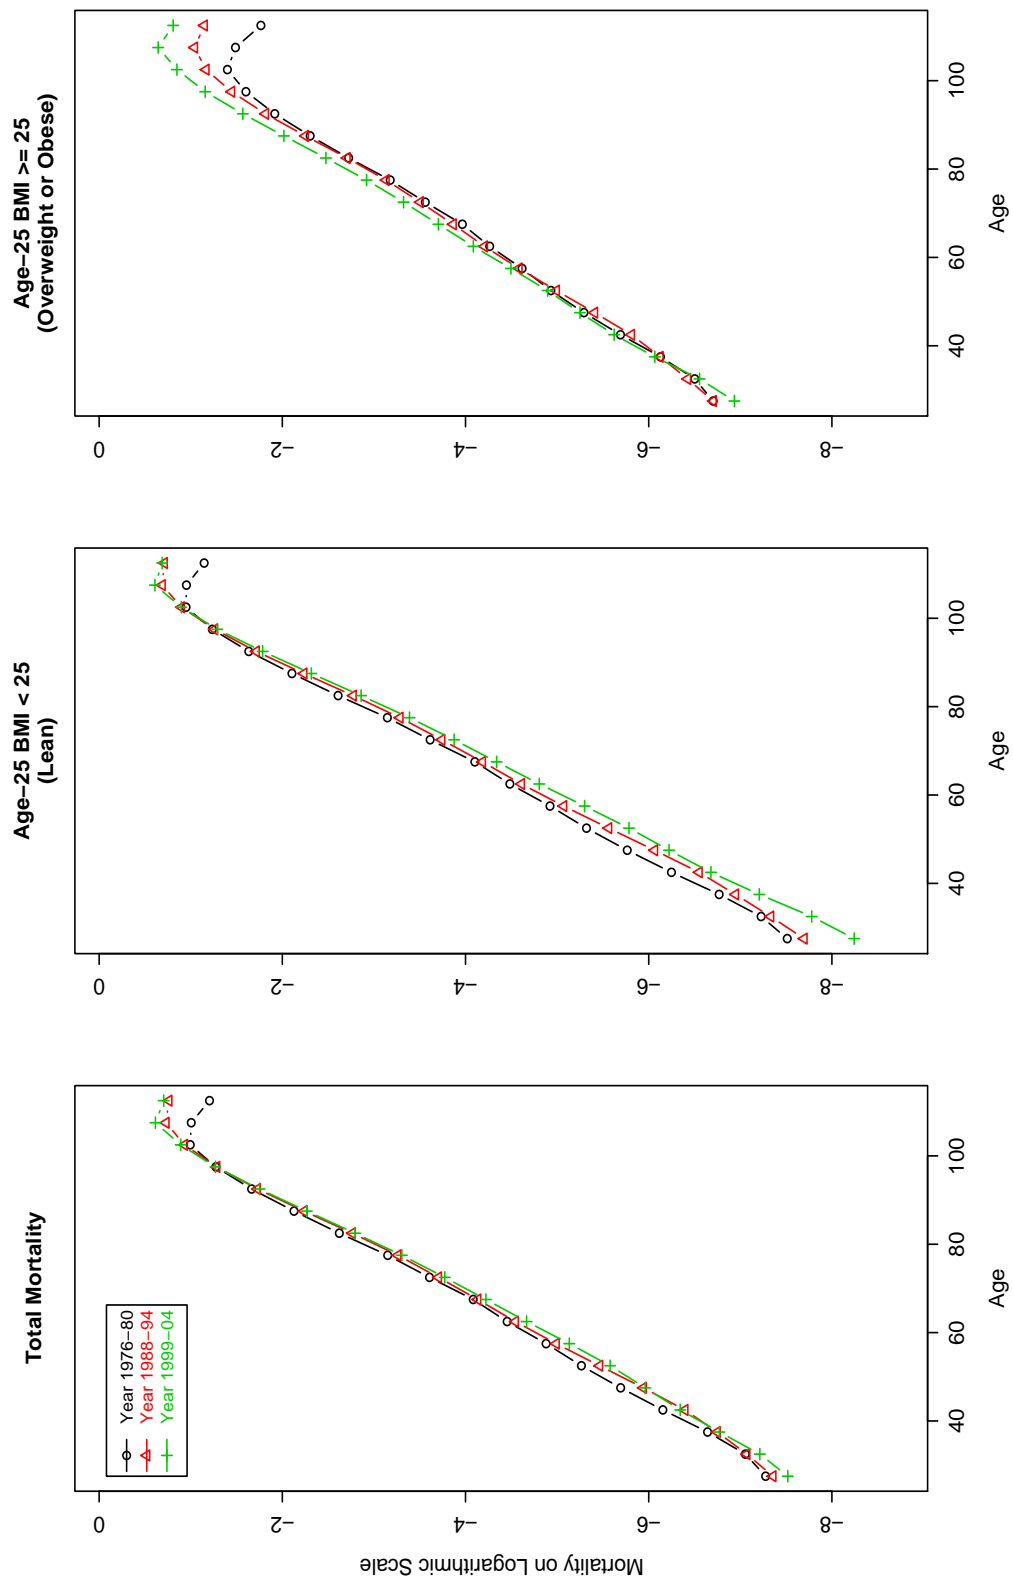 Total Mortality
Year 1976−80
Year 1988−94
Year 1999−04
Mortality on Logarithmic Scale
0
−2
−4
−6
−8
40
60
80
100
Age
Age−25 BMI < 25
(Lean)
0
−2
−4
−6
−8
40
60
80
100
Age
Age−25 BMI >= 25
(Overweight or Obese)
0
−2
−4
−6
−8
40
60
80
100
Age